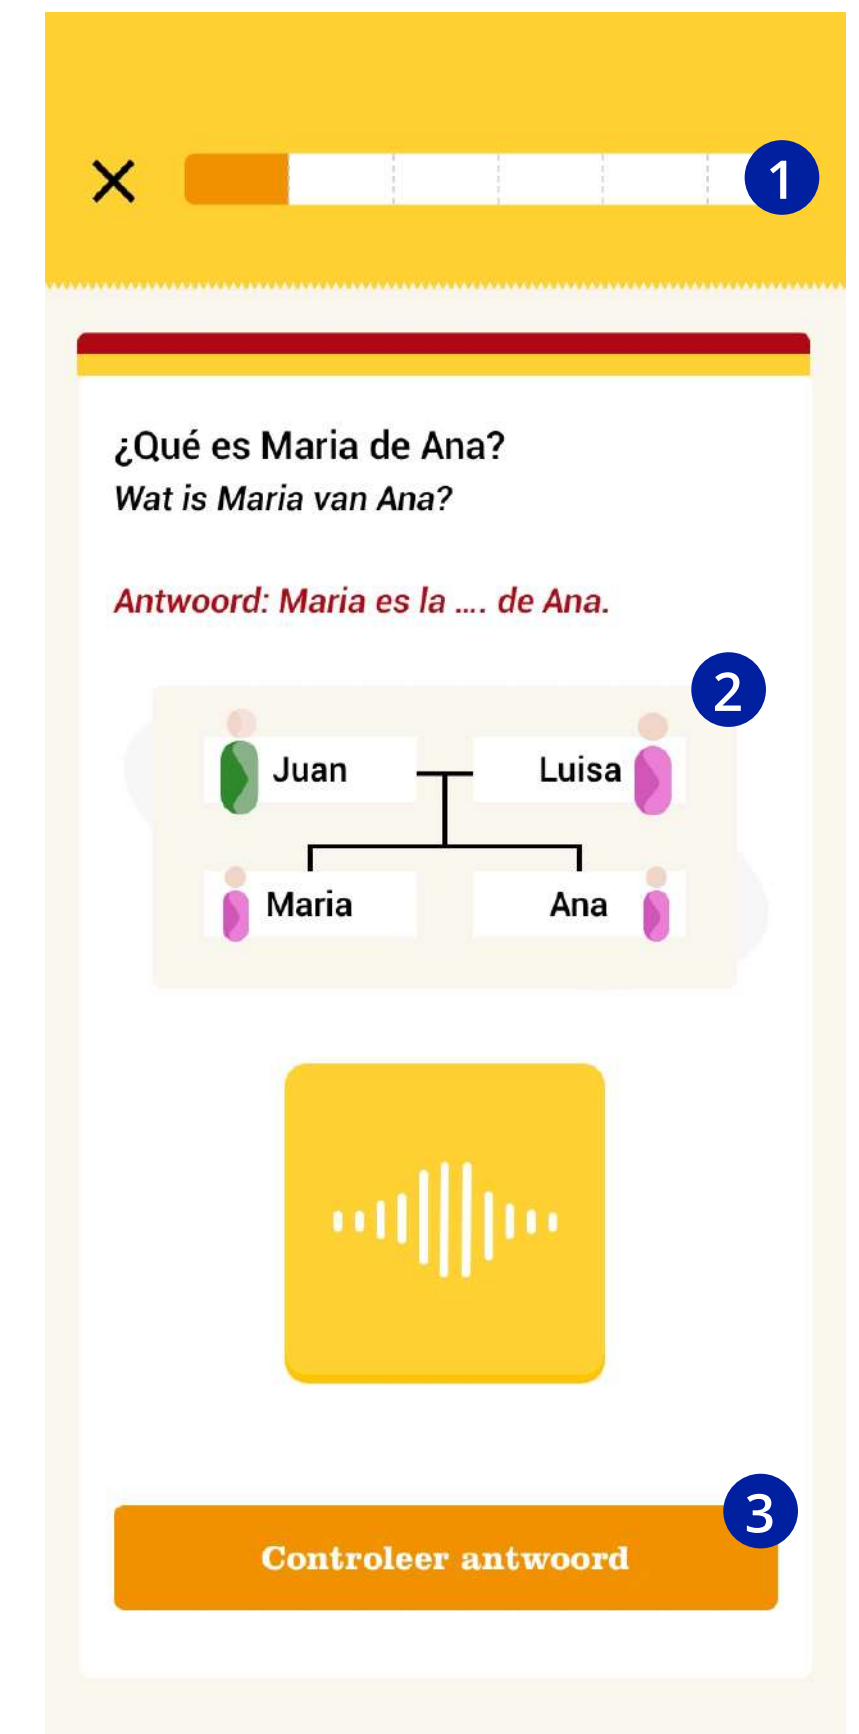 1
¿Qué es Maria de Ana?
Wat is Maria van Ana?
Antwoord: Maria es la .... de Ana.
2
Juan
Luisa
Maria
Ana
3
Controleer antwoord